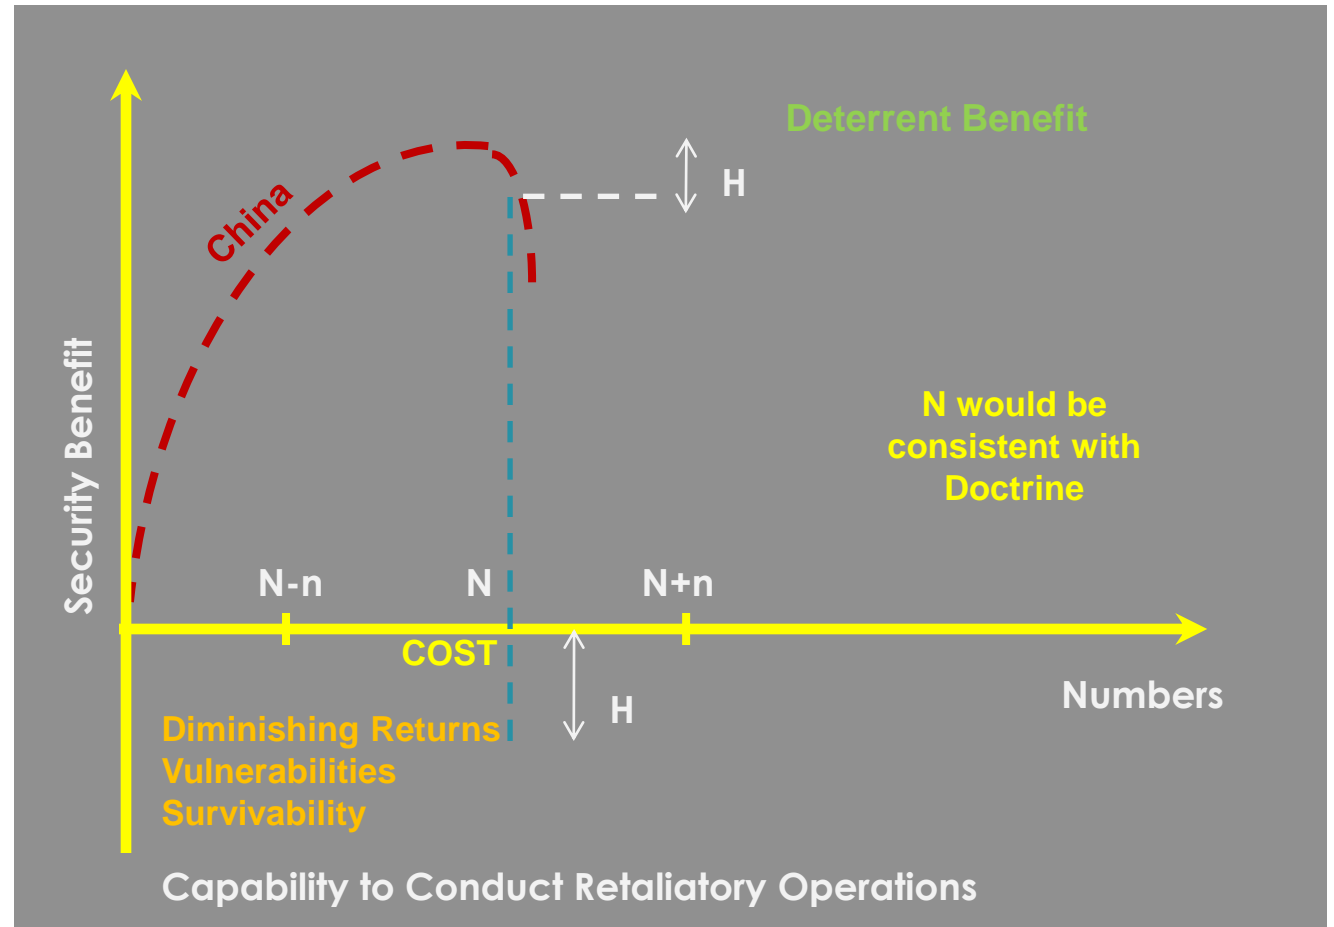 Deterrent Benefit
H
China
Security Benefit
N would be
consistent with
Doctrine
N-n
N
N+n
COST
Numbers
H
Diminishing Returns
Vulnerabilities
Survivability
Capability to Conduct Retaliatory Operations